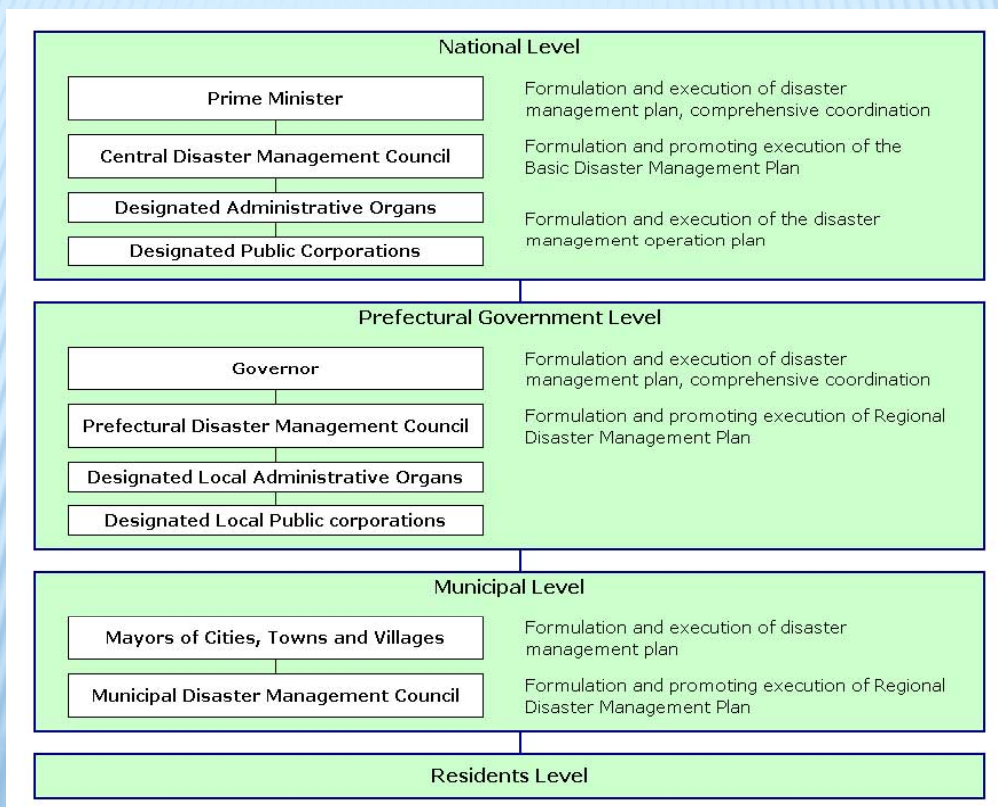 National Level
Prime Minister
Formulation and execution of disaster
management plan, comprehensive coordination
Central Disaster Management Council
Formulation and promoting execution of the
Basic Disaster Management Plan
Designated Administrative Organs
Designated Public Corporations
Formulation and execution of the disaster
management operation plan
Prefectural Government Level
Governor
Formulation and execution of disaster
management plan, comprehensive coordination
Prefectural Disaster Management Council
Formulation and promoting execution of Regional
Disaster Management Plan
Designated Local Administrative Organs
Designated Local Public corporations
Municipal Level
Mayors of Cities, Towns and Villages
Formulation and execution of disaster
management plan
Municipal Disaster Management Council
Formulation and promoting execution of Regional
Disaster Management Plan
Residents Level